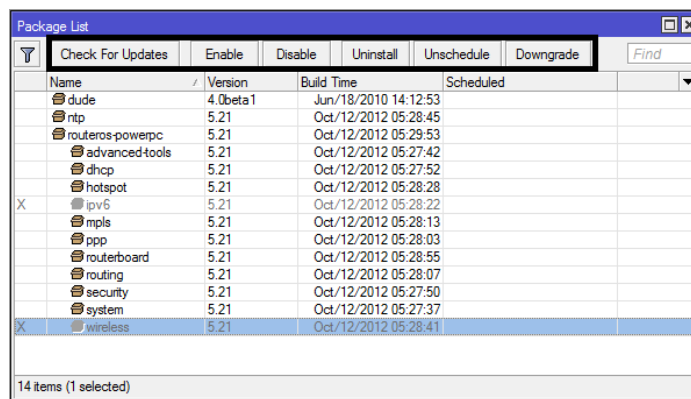 Package List
Check For Updates Enable Disable Uninstall Unschedule Downgrade Find
Name / Version Build Time Scheduled
dude 4.0beta1 Jun/18/2010 14:12:53
ntp 5.21 Oct/12/2012 05:28:45
routeros-powerpc 5.21 Oct/12/2012 05:29:53
advanced-tools 5.21 Oct/12/2012 05:27:42
dhcp 5.21 Oct/12/2012 05:27:52
hotspot 5.21 Oct/12/2012 05:28:28
X ipv6 5.21 Oct/12/2012 05:28:22
mpls 5.21 Oct/12/2012 05:28:13
ppp 5.21 Oct/12/2012 05:28:03
routerboard 5.21 Oct/12/2012 05:28:55
routing 5.21 Oct/12/2012 05:28:07
security 5.21 Oct/12/2012 05:27:50
system 5.21 Oct/12/2012 05:27:37
X wireless 5.21 Oct/12/2012 05:28:41
14 items (1 selected)